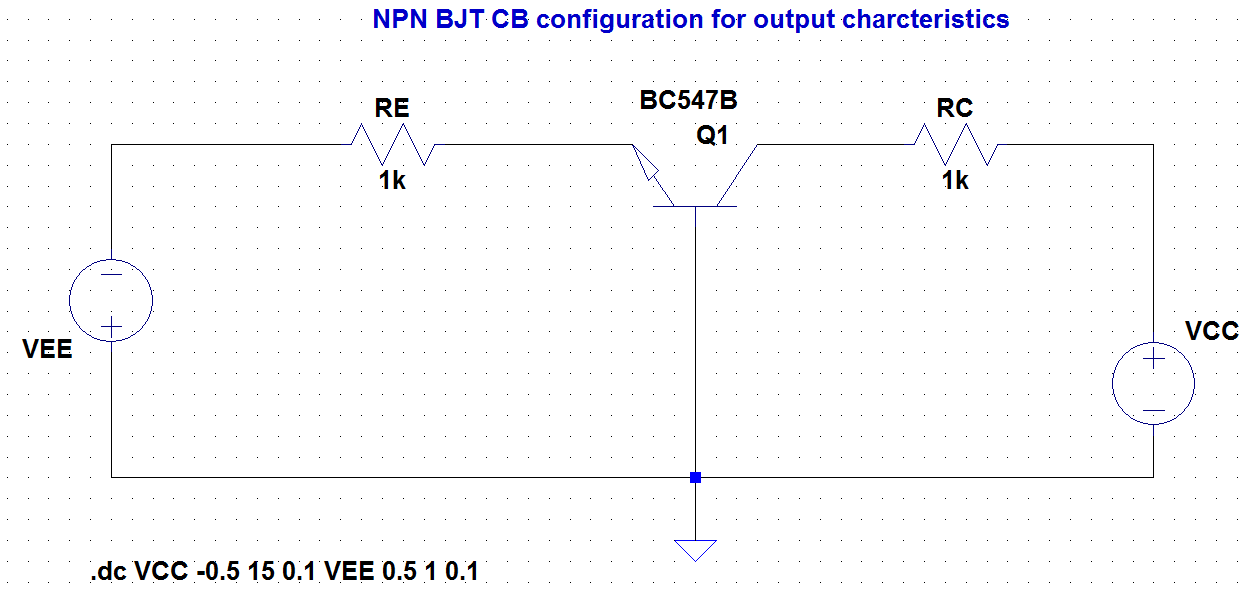 NPN BJT CB configuration for output charcteristics
BC547B
RE
RC
Q1
1k
1k
VCC
VEE
.dc VCC -0.5 15 0.1 VEE 0.5 1 0.1